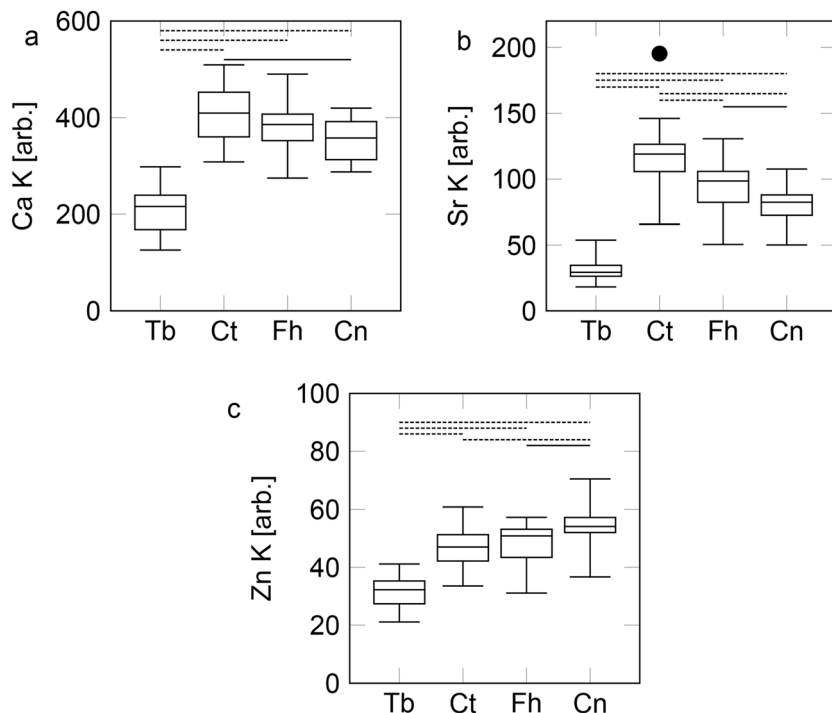 a
Ca K [arb.]
600
400
200
0
Tb Ct Fh Cn
b
Sr K [arb.]
200
150
100
50
0
Tb Ct Fh Cn
c
Zn K [arb.]
100
80
60
40
20
0
Tb Ct Fh Cn